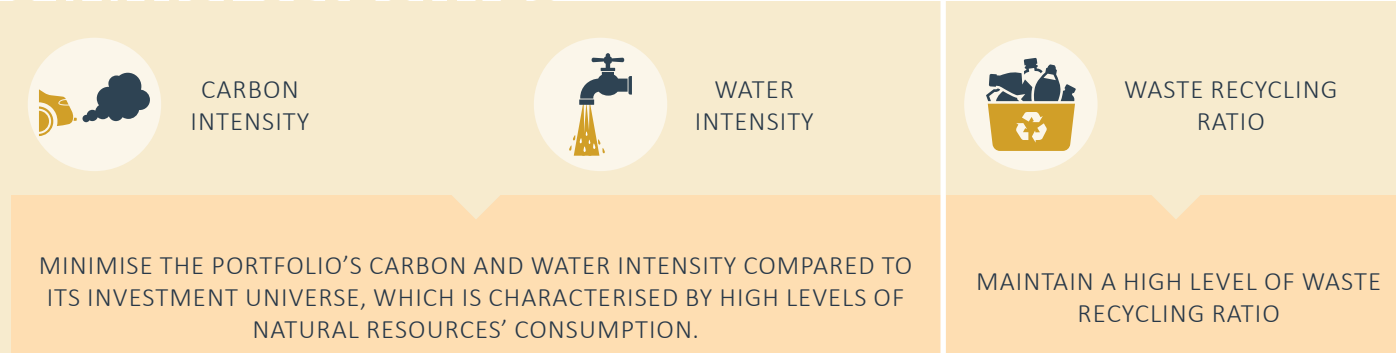 CARBON
INTENSITY
WATER
INTENSITY
WASTE RECYCLING
RATIO
MINIMISE THE PORTFOLIO’S CARBON AND WATER INTENSITY COMPARED TO
ITS INVESTMENT UNIVERSE, WHICH IS CHARACTERISED BY HIGH LEVELS OF
NATURAL RESOURCES’ CONSUMPTION.
MAINTAIN A HIGH LEVEL OF WASTE
RECYCLING RATIO